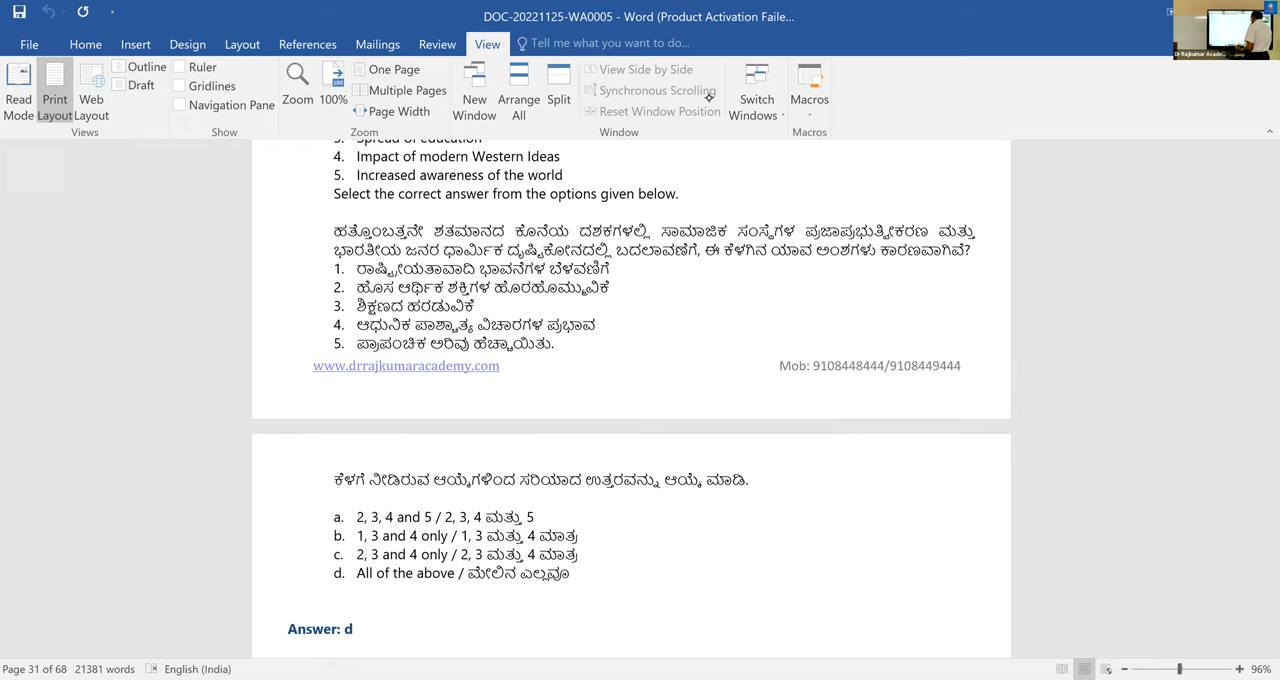 DOC-20221125-WA0005 - Word (Product Activation Faile...
File Home Insert Design Layout References Mailings Review View Tell me what you want to do...
Dr Rajkumar Acade...
Read Mode
Print Layout
Web Layout
Outline
Draft
Views
Ruler
Gridlines
Navigation Pane
Show
Zoom
100%
One Page
Multiple Pages
Page Width
Zoom
New Window
Arrange All
Split
View Side by Side
Synchronous Scrolling
Reset Window Position
Window
Switch Windows
Macros
Macros
3. Spread of education
4. Impact of modern Western Ideas
5. Increased awareness of the world
Select the correct answer from the options given below.
ಹತ್ತೊಂಬತ್ತನೇ ಶತಮಾನದ ಕೊನೆಯ ದಶಕಗಳಲ್ಲಿ ಸಾಮಾಜಿಕ ಸಂಸ್ಥೆಗಳ ಪ್ರಜಾಪ್ರಭುತ್ವೀಕರಣ ಮತ್ತು
ಭಾರತೀಯ ಜನರ ಧಾರ್ಮಿಕ ದೃಷ್ಟಿಕೋನದಲ್ಲಿ ಬದಲಾವಣೆಗೆ, ಈ ಕೆಳಗಿನ ಯಾವ ಅಂಶಗಳು ಕಾರಣವಾಗಿವೆ?
1. ರಾಷ್ಟ್ರೀಯತಾವಾದಿ ಭಾವನೆಗಳ ಬೆಳವಣಿಗೆ
2. ಹೊಸ ಆರ್ಥಿಕ ಶಕ್ತಿಗಳ ಹೊರಹೊಮ್ಮುವಿಕೆ
3. ಶಿಕ್ಷಣದ ಹರಡುವಿಕೆ
4. ಆಧುನಿಕ ಪಾಶ್ಚಾತ್ಯ ವಿಚಾರಗಳ ಪ್ರಭಾವ
5. ಪ್ರಾಪಂಚಿಕ ಅರಿವು ಹೆಚ್ಚಾಯಿತು.
www.drrajkumaracademy.com Mob: 9108448444/9108449444
ಕೆಳಗೆ ನೀಡಿರುವ ಆಯ್ಕೆಗಳಿಂದ ಸರಿಯಾದ ಉತ್ತರವನ್ನು ಆಯ್ಕೆ ಮಾಡಿ.
a. 2, 3, 4 and 5 / 2, 3, 4 ಮತ್ತು 5
b. 1, 3 and 4 only / 1, 3 ಮತ್ತು 4 ಮಾತ್ರ
c. 2, 3 and 4 only / 2, 3 ಮತ್ತು 4 ಮಾತ್ರ
d. All of the above / ಮೇಲಿನ ಎಲ್ಲವೂ
Answer: d
Page 31 of 68 21381 words English (India) 96%